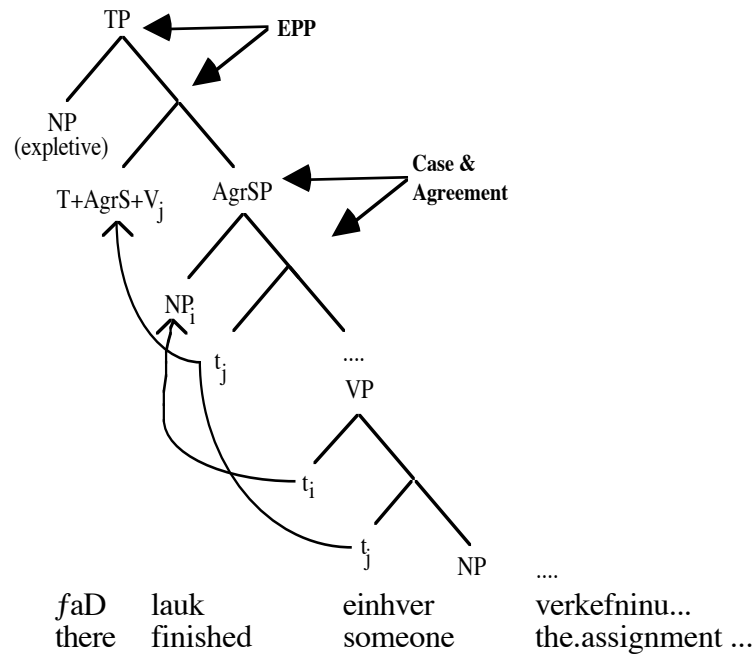 TP
EPP
NP
(expletive)
Case &
Agreement
T+AgrS+Vj
AgrSP
NPi
tj
....
VP
ti
tj
NP
....
ƒaD lauk einhver verkefninu...
there finished someone the.assignment ...